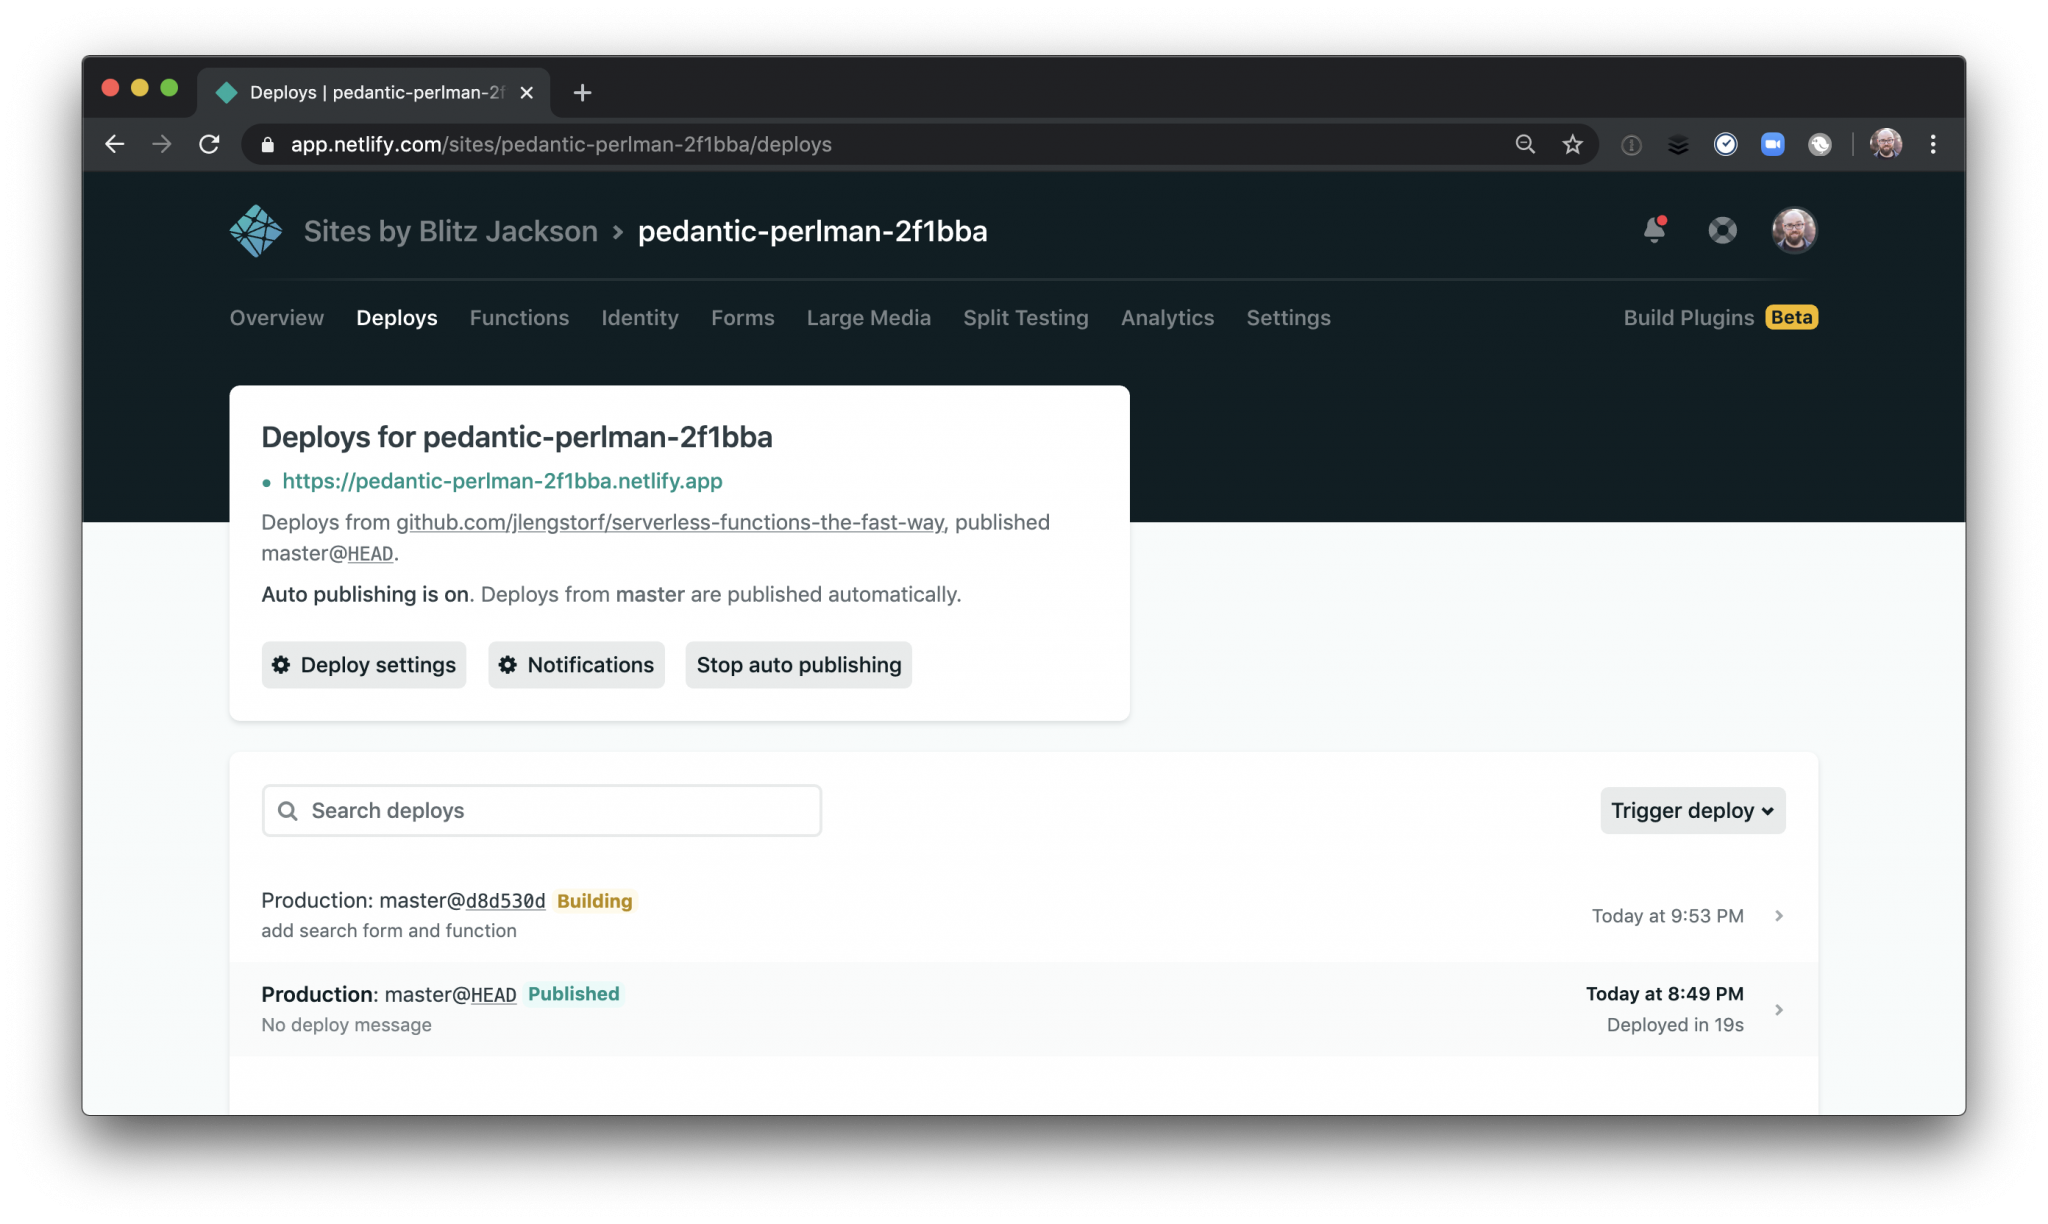 Deploys | pedantic-perlman-2f
app.netlify.com/sites/pedantic-perlman-2f1bba/deploys
Sites by Blitz Jackson > pedantic-perlman-2f1bba
Overview Deploys Functions Identity Forms Large Media Split Testing Analytics Settings Build Plugins Beta
Deploys for pedantic-perlman-2f1bba
• https://pedantic-perlman-2f1bba.netlify.app
Deploys from github.com/jlengstorf/serverless-functions-the-fast-way, published
master@HEAD.
Auto publishing is on. Deploys from master are published automatically.
Deploy settings Notifications Stop auto publishing
Search deploys Trigger deploy
Production: master@d8d530d Building
add search form and function
Today at 9:53 PM
Production: master@HEAD Published
No deploy message
Today at 8:49 PM
Deployed in 19s